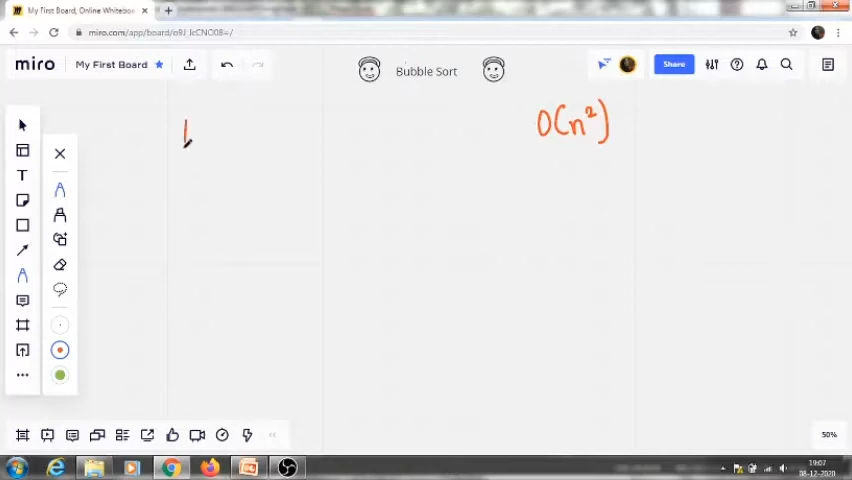 My First Board, Online Whiteboa
miro.com/app/board/o9J_lcCNO08=/
miro My First Board Bubble Sort Share
O(n²)
T
50%
19:07
08-12-2020